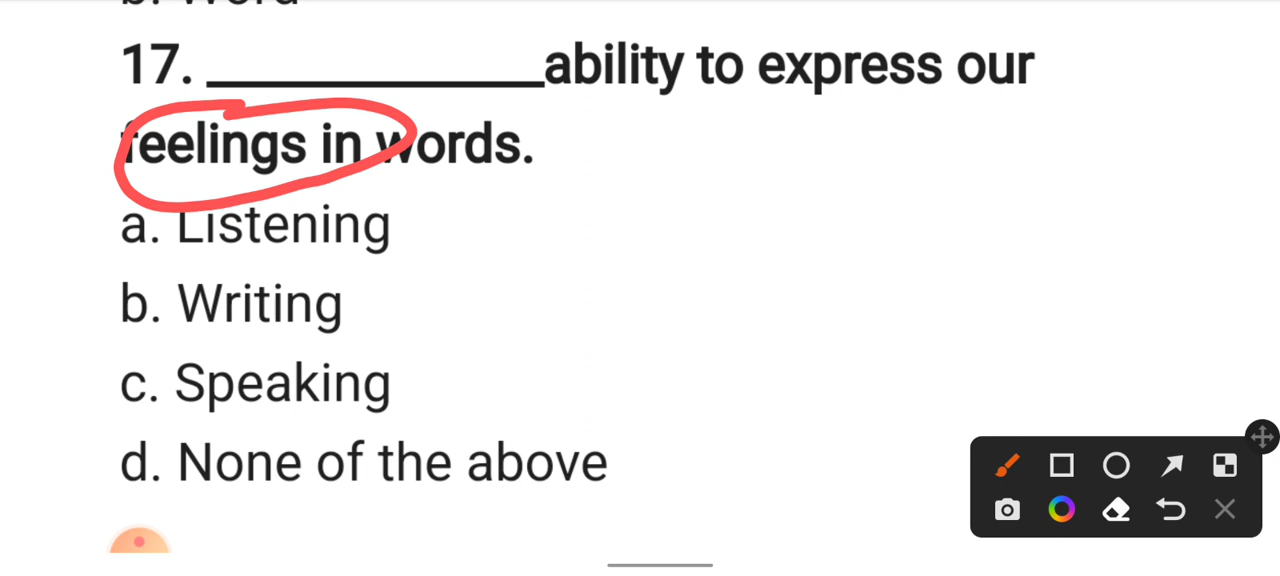 17. ____________ability to express our
feelings in words.
a. Listening
b. Writing
c. Speaking
d. None of the above